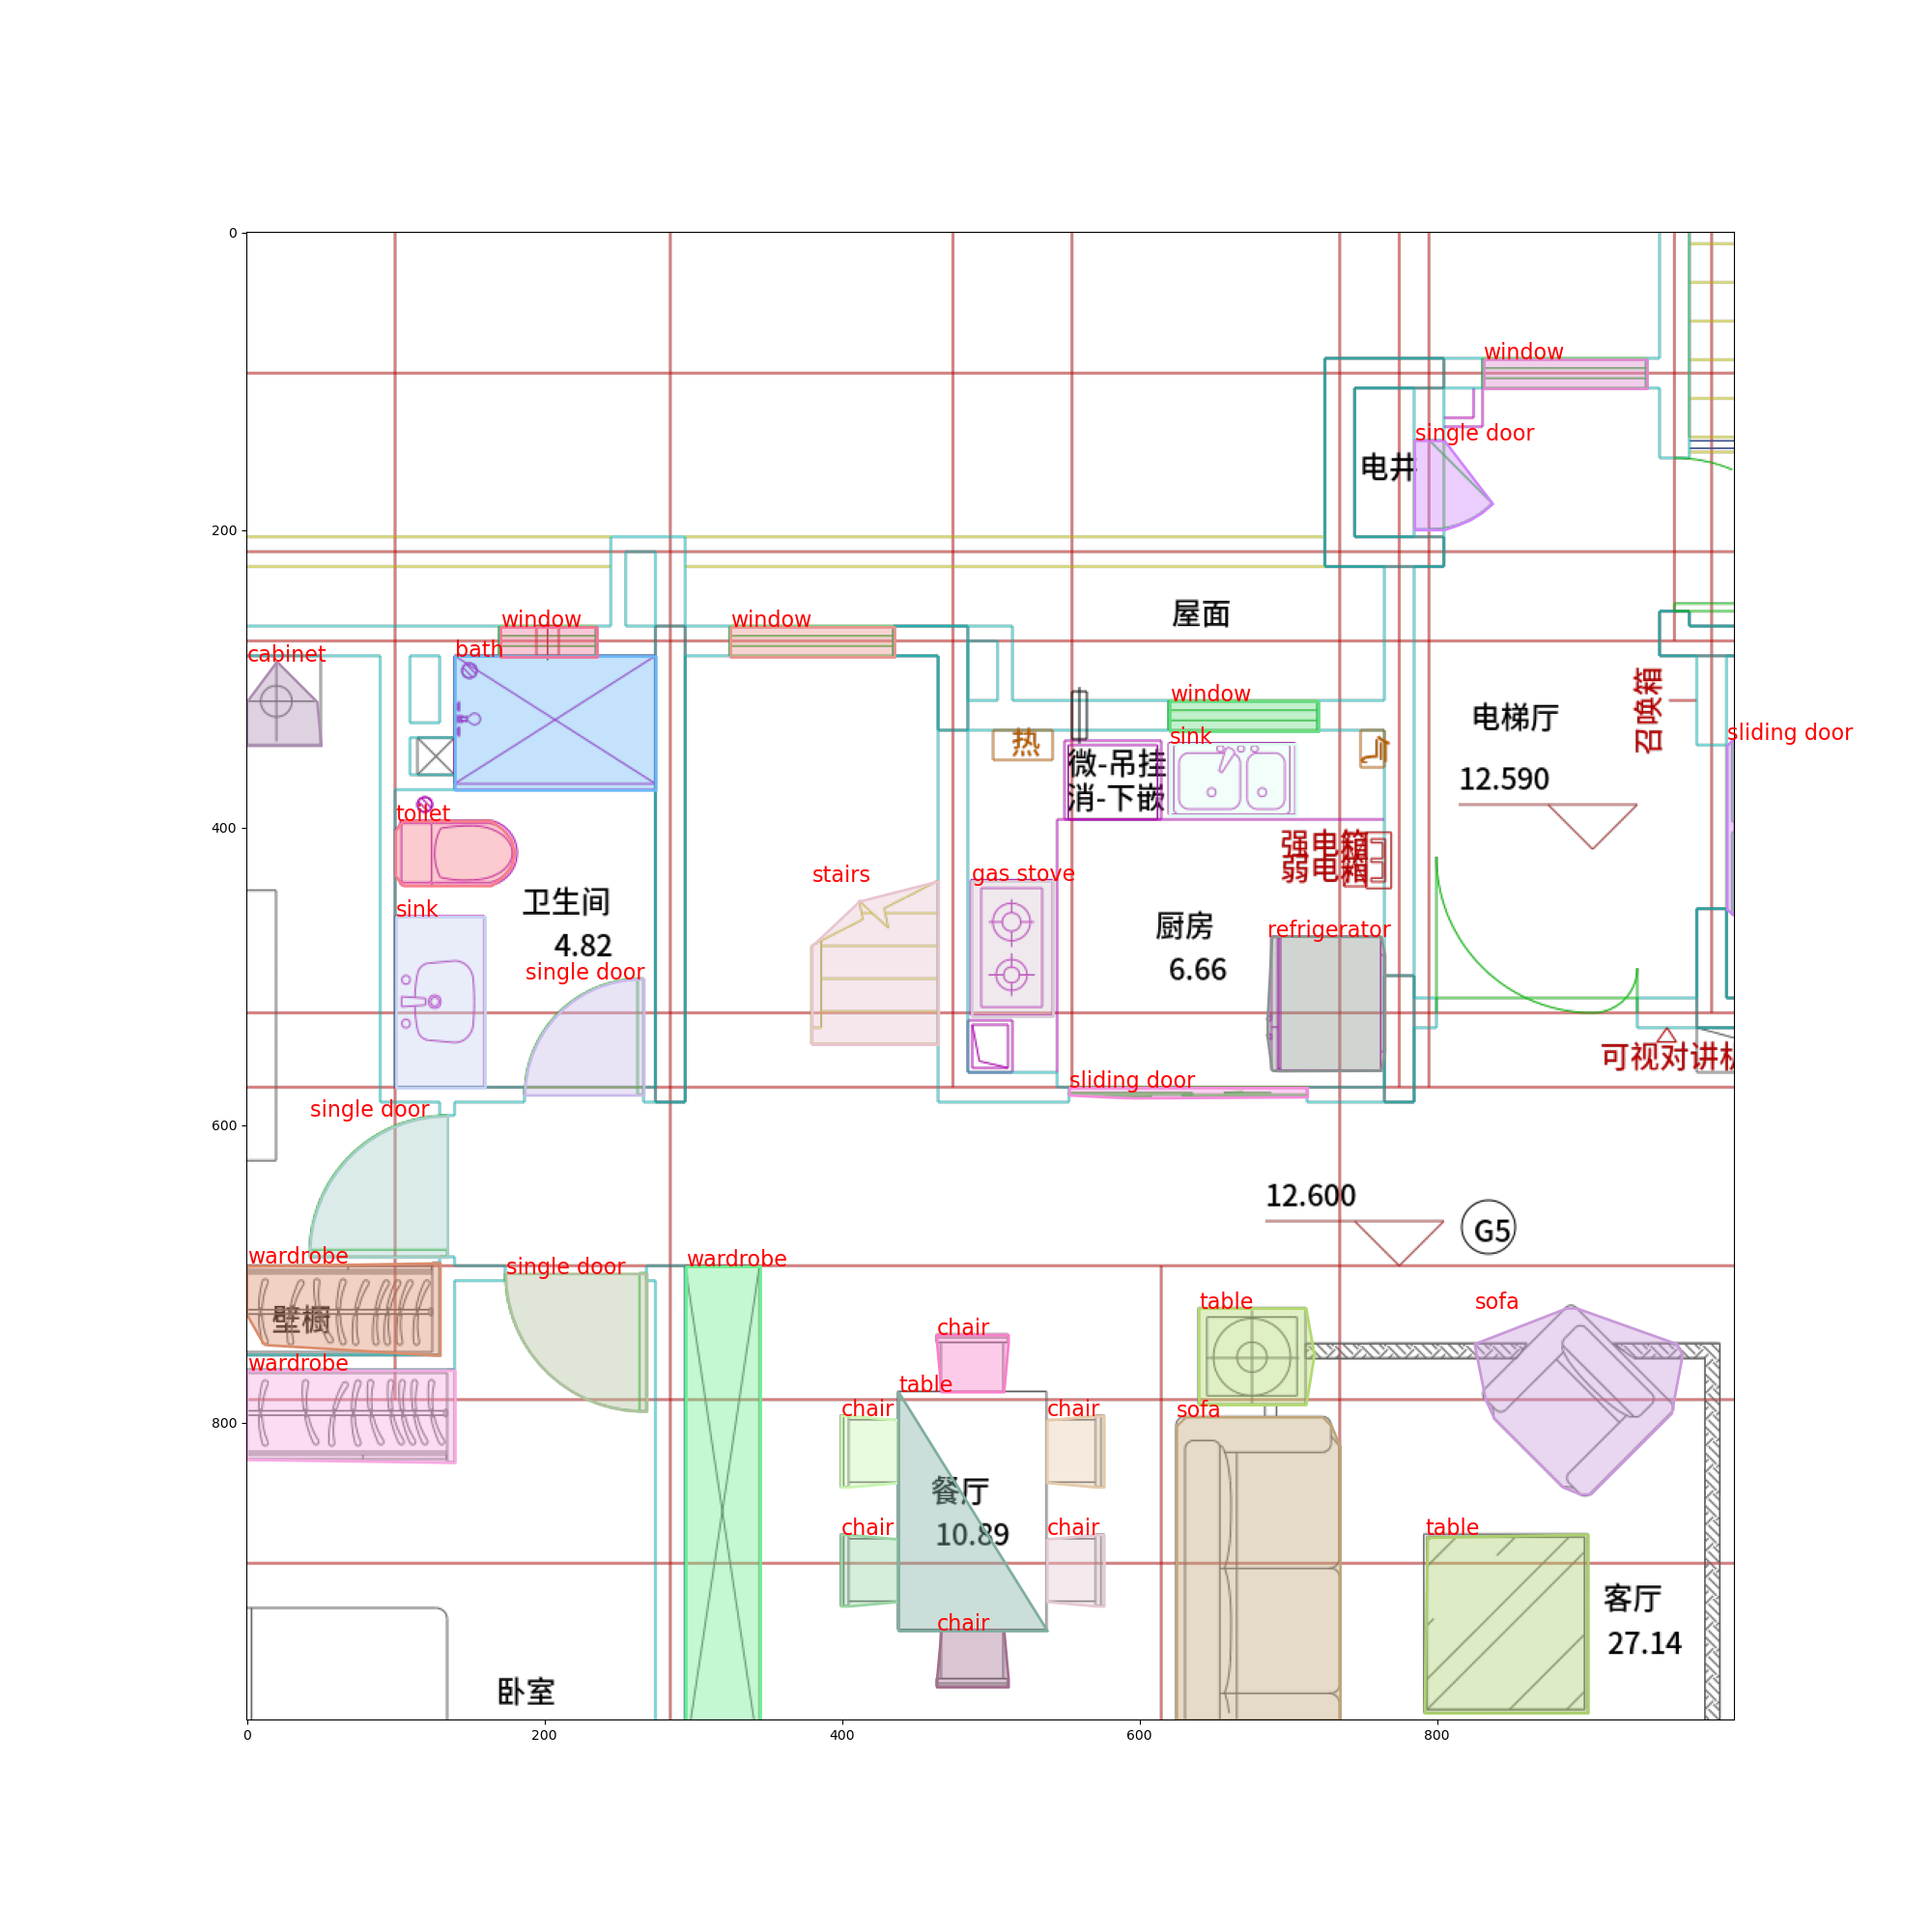 0
window
single door
电井
200
屋面
window
window
bath
cabinet
召唤箱
电梯厅
window
sliding door
热
sink
微-吊挂
12.590
消-下嵌
toilet
400
强电箱
弱电箱
stairs
gas stove
卫生间
sink
厨房
refrigerator
4.82
single door
6.66
可视对讲机
sliding door
single door
600
12.600
G5
wardrobe
single door
wardrobe
table
sofa
壁橱
chair
wardrobe
table
chair
chair
sofa
800
餐厅
chair
10.89
chair
table
客厅
chair
27.14
卧室
0
200
400
600
800